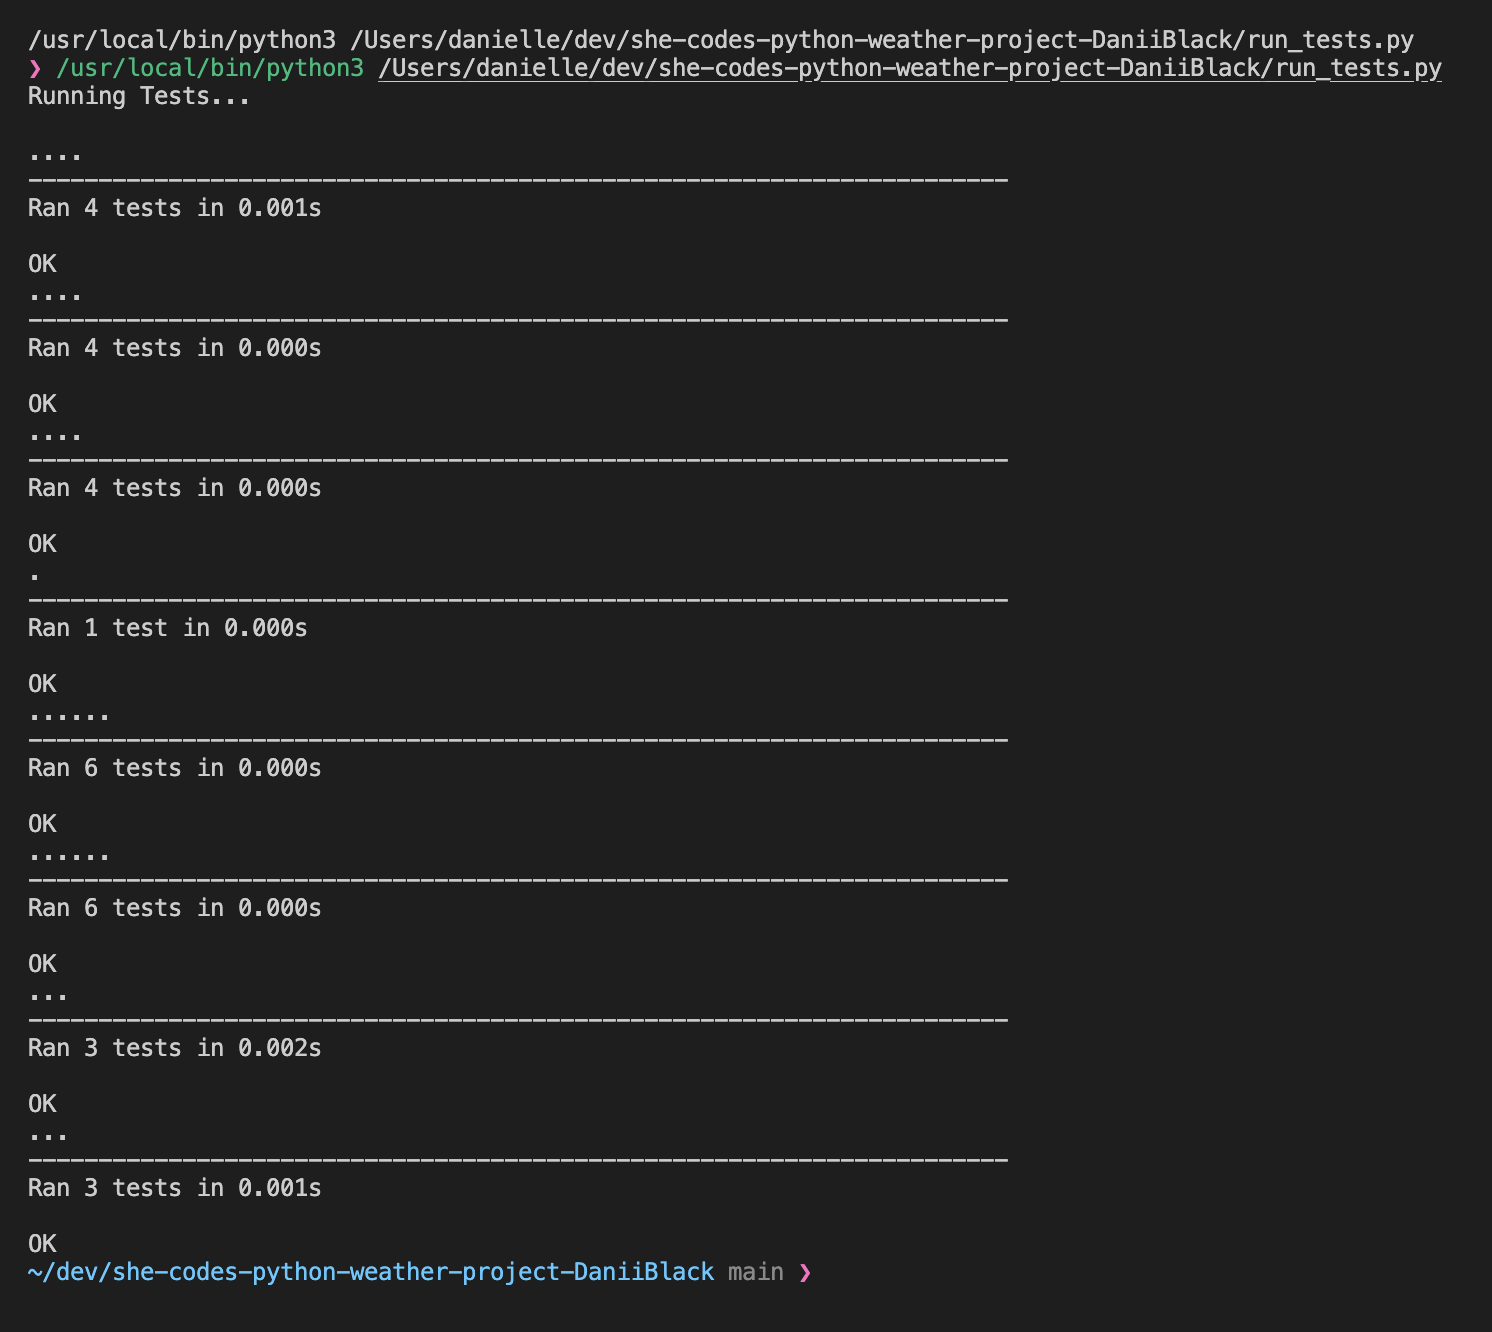 /usr/local/bin/python3 /Users/danielle/dev/she-codes-python-weather-project-DaniiBlack/run_tests.py
❯ /usr/local/bin/python3 /Users/danielle/dev/she-codes-python-weather-project-DaniiBlack/run_tests.py
Running Tests...
....
----------------------------------------------------------------------
Ran 4 tests in 0.001s
OK
....
----------------------------------------------------------------------
Ran 4 tests in 0.000s
OK
....
----------------------------------------------------------------------
Ran 4 tests in 0.000s
OK
.
----------------------------------------------------------------------
Ran 1 test in 0.000s
OK
......
----------------------------------------------------------------------
Ran 6 tests in 0.000s
OK
......
----------------------------------------------------------------------
Ran 6 tests in 0.000s
OK
...
----------------------------------------------------------------------
Ran 3 tests in 0.002s
OK
...
----------------------------------------------------------------------
Ran 3 tests in 0.001s
OK
~/dev/she-codes-python-weather-project-DaniiBlack main ❯